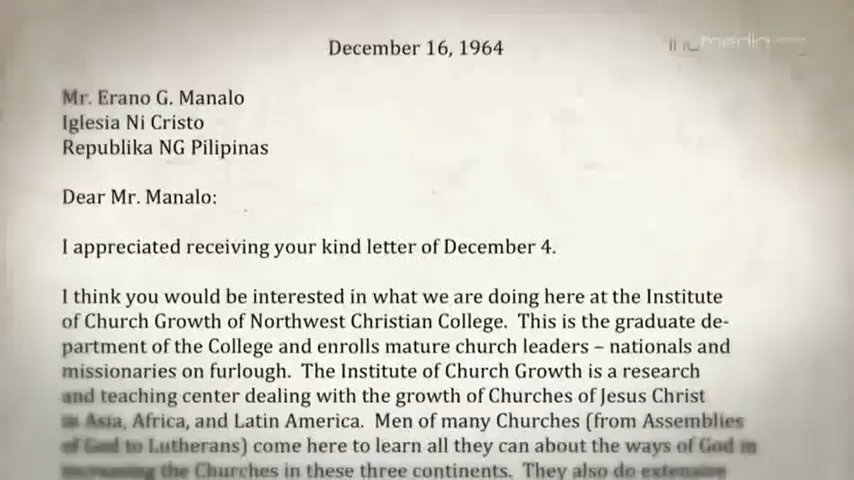 December 16, 1964
incmedia
Mr. Erano G. Manalo
Iglesia Ni Cristo
Republika NG Pilipinas
Dear Mr. Manalo:
I appreciated receiving your kind letter of December 4.
I think you would be interested in what we are doing here at the Institute
of Church Growth of Northwest Christian College. This is the graduate de-
partment of the College and enrolls mature church leaders – nationals and
missionaries on furlough. The Institute of Church Growth is a research
and teaching center dealing with the growth of Churches of Jesus Christ
in Asia, Africa, and Latin America. Men of many Churches (from Assemblies
of God to Lutherans) come here to learn all they can about the ways of God in
increasing the Churches in these three continents. They also do extensive